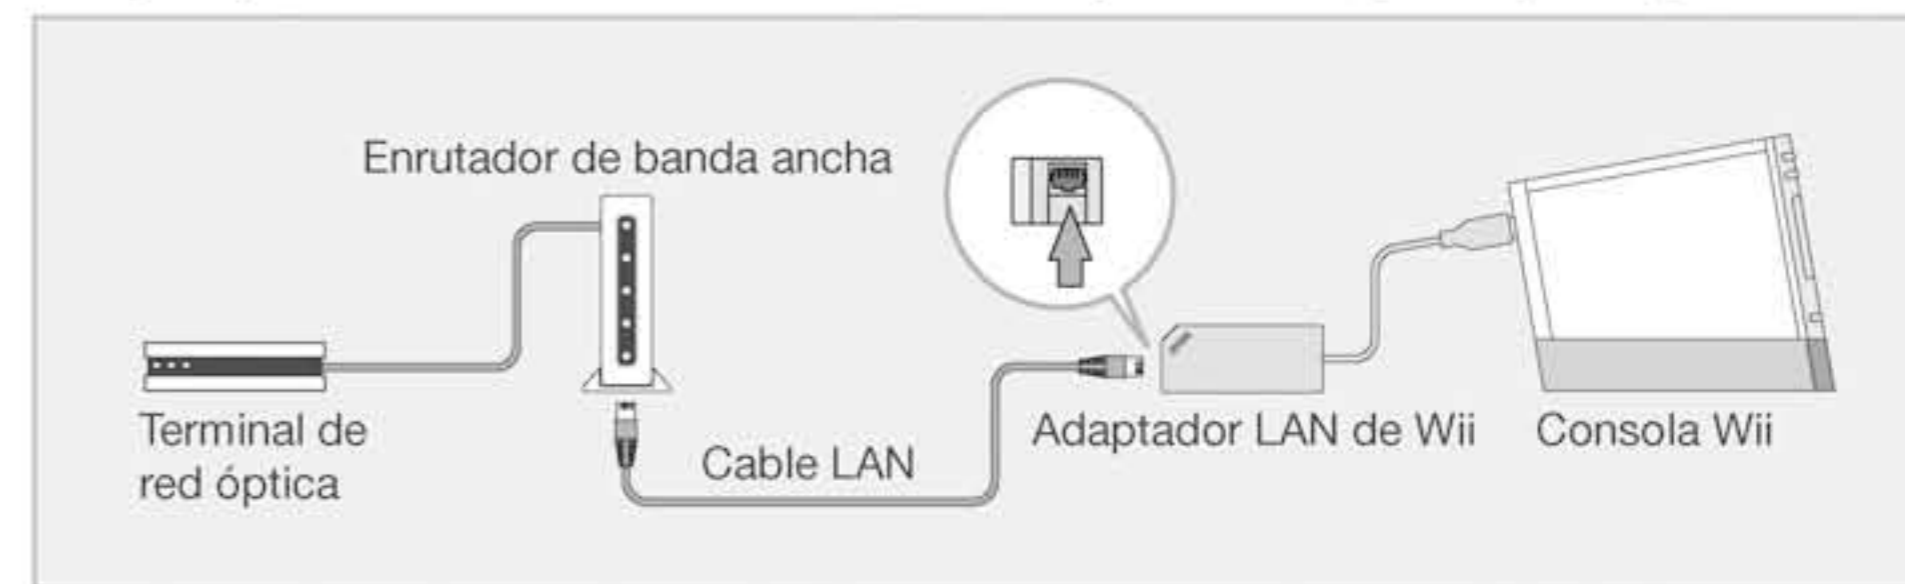 Enrutador de banda ancha
Terminal de
red óptica
Cable LAN
Adaptador LAN de Wii
Consola Wii